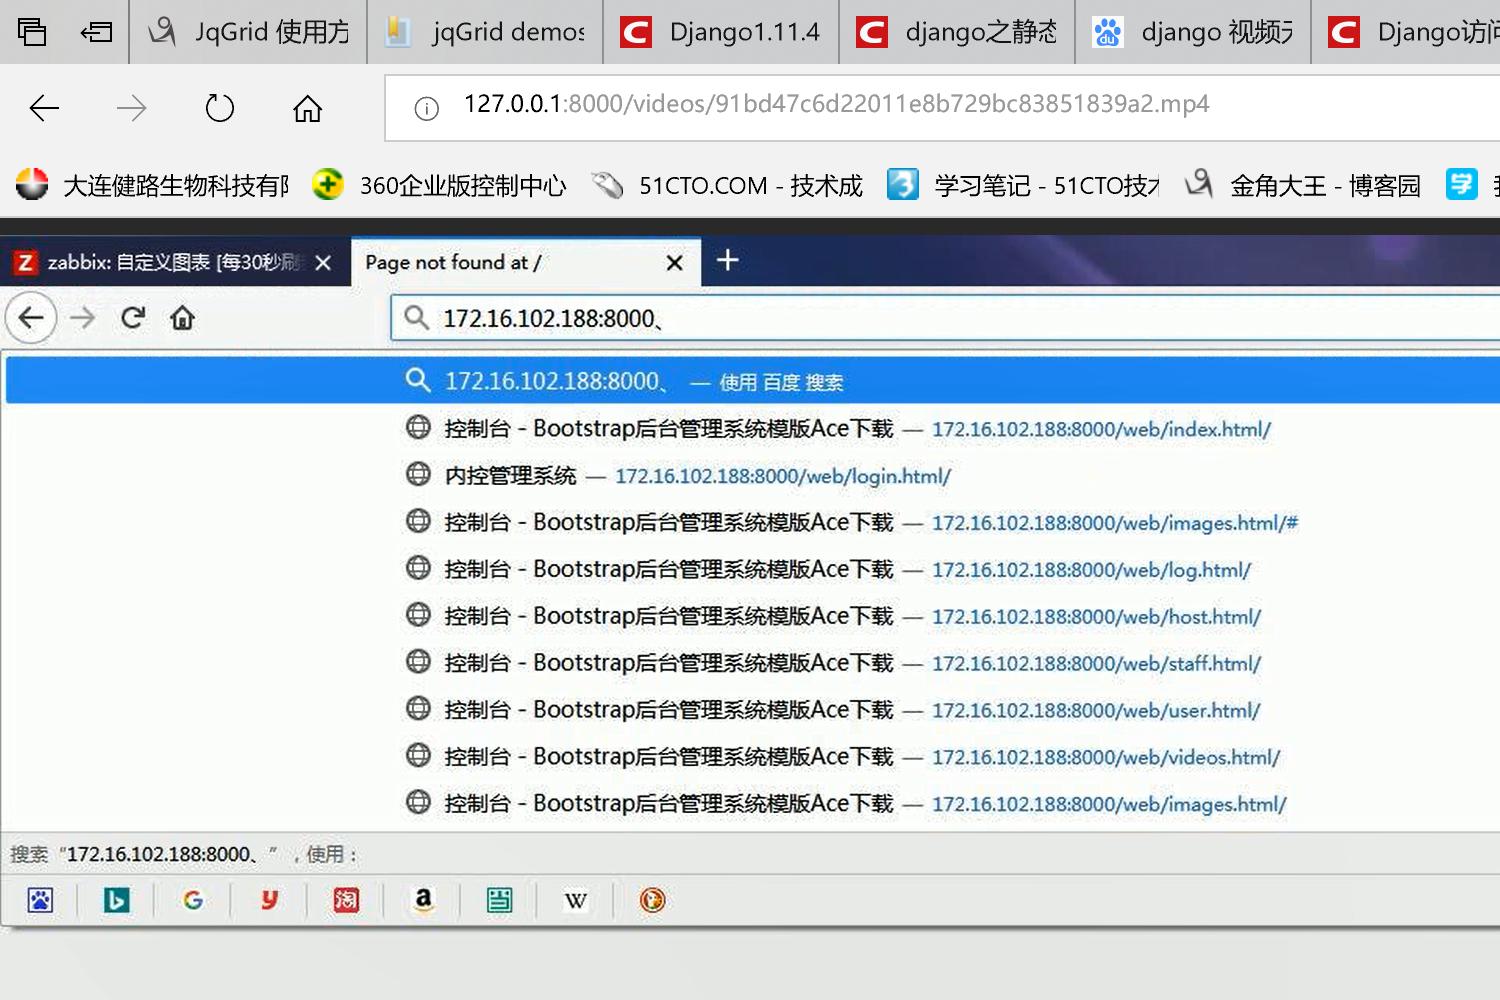 JqGrid 使用方
jqGrid demos
Django1.11.4
django之静态
django 视频
Django访
127.0.0.1:8000/videos/91bd47c6d22011e8b729bc83851839a2.mp4
大连健路生物科技有
360企业版控制中心
51CTO.COM - 技术成
学习笔记 - 51CTO技
金角大王 - 博客园
zabbix: 自定义图表 [每30秒刷
Page not found at /
172.16.102.188:8000、
172.16.102.188:8000、 — 使用 百度 搜索
控制台 - Bootstrap后台管理系统模版Ace下载 — 172.16.102.188:8000/web/index.html/
内控管理系统 — 172.16.102.188:8000/web/login.html/
控制台 - Bootstrap后台管理系统模版Ace下载 — 172.16.102.188:8000/web/images.html/#
控制台 - Bootstrap后台管理系统模版Ace下载 — 172.16.102.188:8000/web/log.html/
控制台 - Bootstrap后台管理系统模版Ace下载 — 172.16.102.188:8000/web/host.html/
控制台 - Bootstrap后台管理系统模版Ace下载 — 172.16.102.188:8000/web/staff.html/
控制台 - Bootstrap后台管理系统模版Ace下载 — 172.16.102.188:8000/web/user.html/
控制台 - Bootstrap后台管理系统模版Ace下载 — 172.16.102.188:8000/web/videos.html/
控制台 - Bootstrap后台管理系统模版Ace下载 — 172.16.102.188:8000/web/images.html/
搜索 “172.16.102.188:8000、” ，使用：